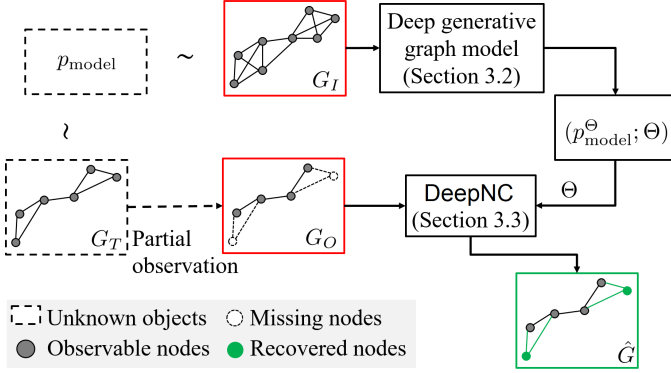 p_model
~
G_I
Deep generative
graph model
(Section 3.2)
(p^Θ_model; Θ)
~
G_T
Partial
observation
G_O
DeepNC
(Section 3.3)
Θ
Ĝ
Unknown objects
Missing nodes
Observable nodes
Recovered nodes